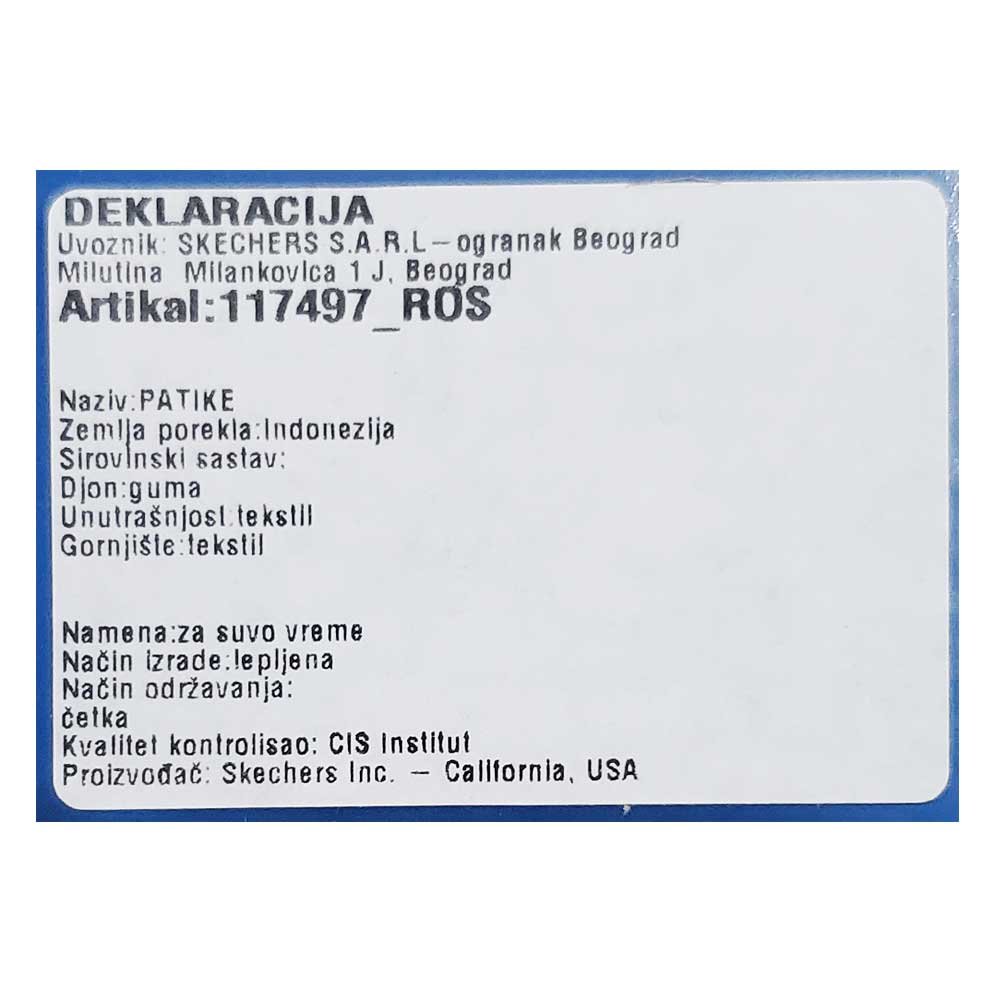 DEKLARACIJA
Uvoznik: SKECHERS S.A.R.L–ogranak Beograd
Milutina Milankovica 1 J, Beograd
Artikal:117497_ROS
Naziv:PATIKE
Zemlja porekla:Indonezija
Sirovinski sastav:
Djon:guma
Unutrašnjost:tekstil
Gornjište:tekstil
Namena:za suvo vreme
Način izrade:lepljena
Način održavanja:
četka
Kvalitet kontrolisao: CIS Institut
Proizvođač: Skechers Inc. – California, USA